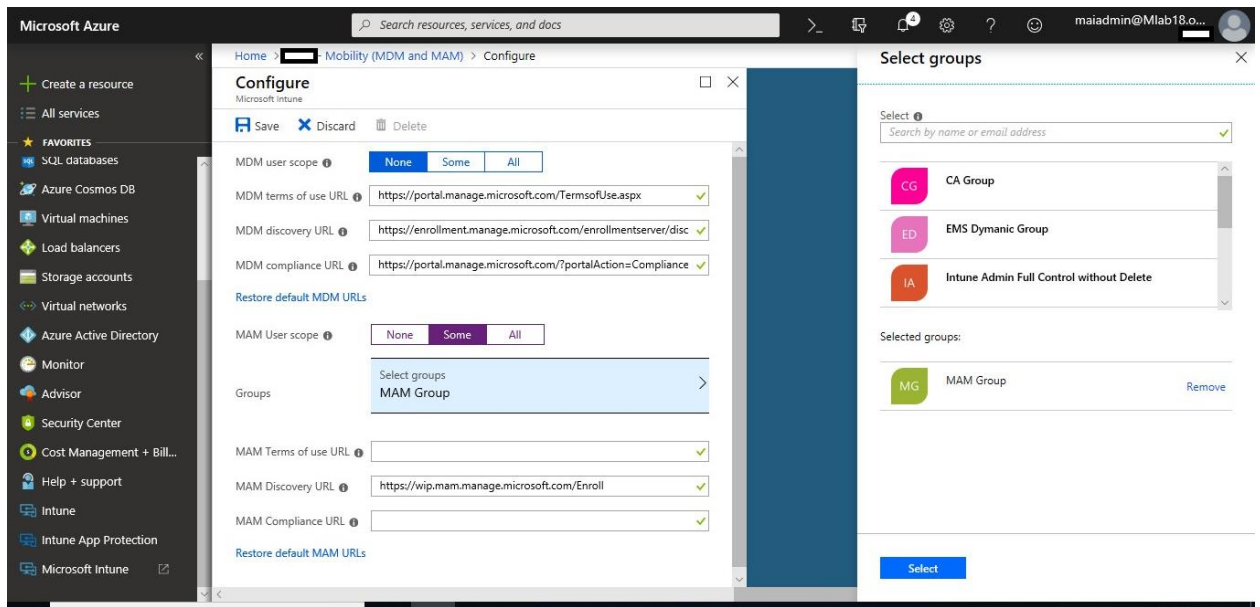 Microsoft Azure
Search resources, services, and docs
4
maiadmin@Mlab18.o...
Create a resource
All services
FAVORITES
SQL databases
Azure Cosmos DB
Virtual machines
Load balancers
Storage accounts
Virtual networks
Azure Active Directory
Monitor
Advisor
Security Center
Cost Management + Bill...
Help + support
Intune
Intune App Protection
Microsoft Intune
Home > - Mobility (MDM and MAM) > Configure
Configure
Microsoft Intune
Save Discard Delete
MDM user scope None Some All
MDM terms of use URL https://portal.manage.microsoft.com/TermsofUse.aspx
MDM discovery URL https://enrollment.manage.microsoft.com/enrollmentserver/disc
MDM compliance URL https://portal.manage.microsoft.com/?portalAction=Compliance
Restore default MDM URLs
MAM User scope None Some All
Select groups
Groups MAM Group
MAM Terms of use URL
MAM Discovery URL https://wip.mam.manage.microsoft.com/Enroll
MAM Compliance URL
Restore default MAM URLs
Select groups
Select
Search by name or email address
CG CA Group
ED EMS Dymanic Group
IA Intune Admin Full Control without Delete
Selected groups:
MG MAM Group Remove
Select